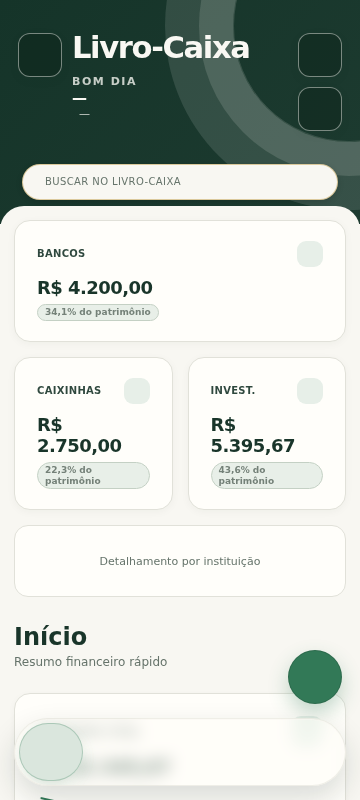 Livro-Caixa
BOM DIA
—
—
BUSCAR NO LIVRO-CAIXA
BANCOS
R$ 4.200,00
34,1% do patrimônio
CAIXINHAS
R$
2.750,00
22,3% do
patrimônio
INVEST.
R$
5.395,67
43,6% do
patrimônio
Detalhamento por instituição
Início
Resumo financeiro rápido